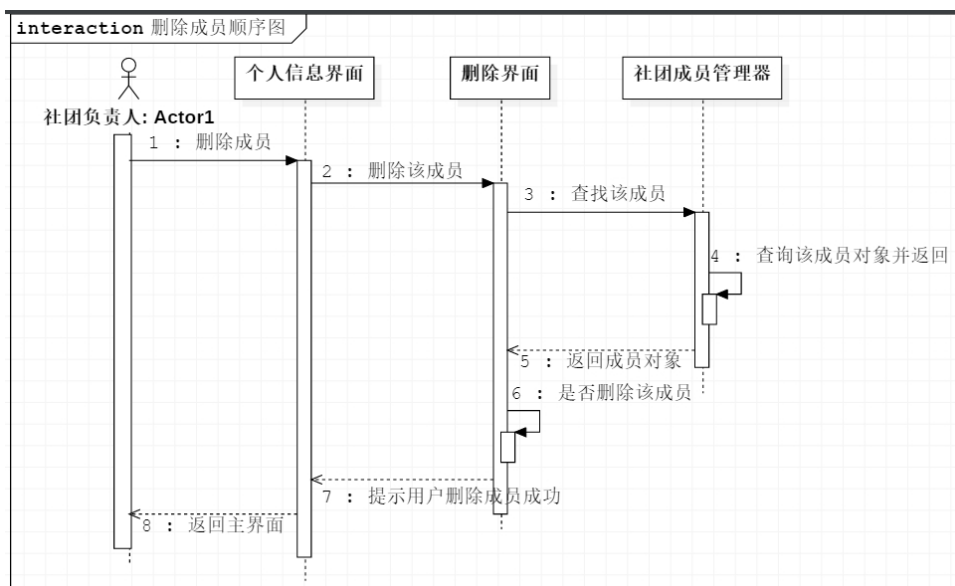 interaction 删除成员顺序图
个人信息界面
删除界面
社团成员管理器
社团负责人: Actor1
1 : 删除成员
2 : 删除该成员
3 : 查找该成员
4 : 查询该成员对象并返回
5 : 返回成员对象
6 : 是否删除该成员
7 : 提示用户删除成员成功
8 : 返回主界面